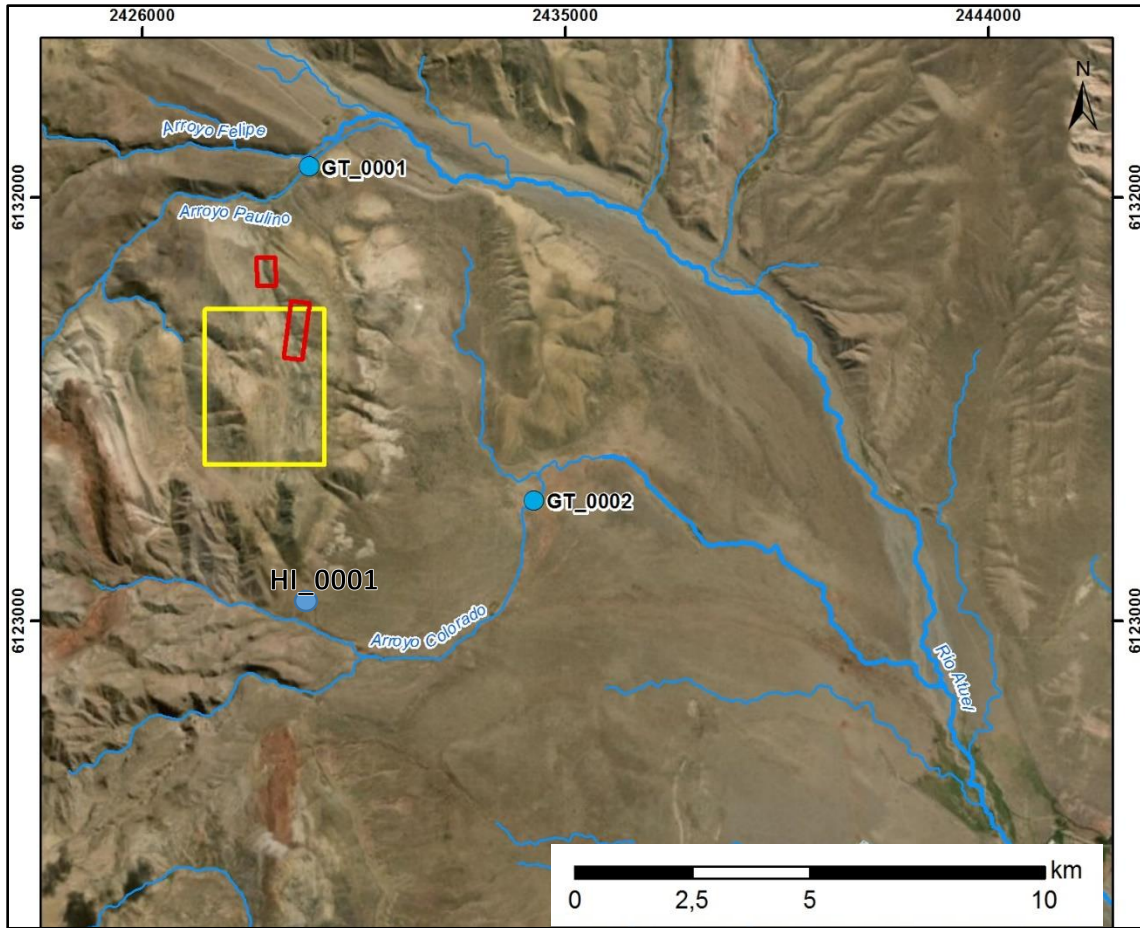 2426000
2435000
2444000
N
Arroyo Felipe
GT_0001
6132000
6132000
Arroyo Paulino
GT_0002
HI_0001
6123000
6123000
Arroyo Colorado
Rio Atuel
km
0
2,5
5
10